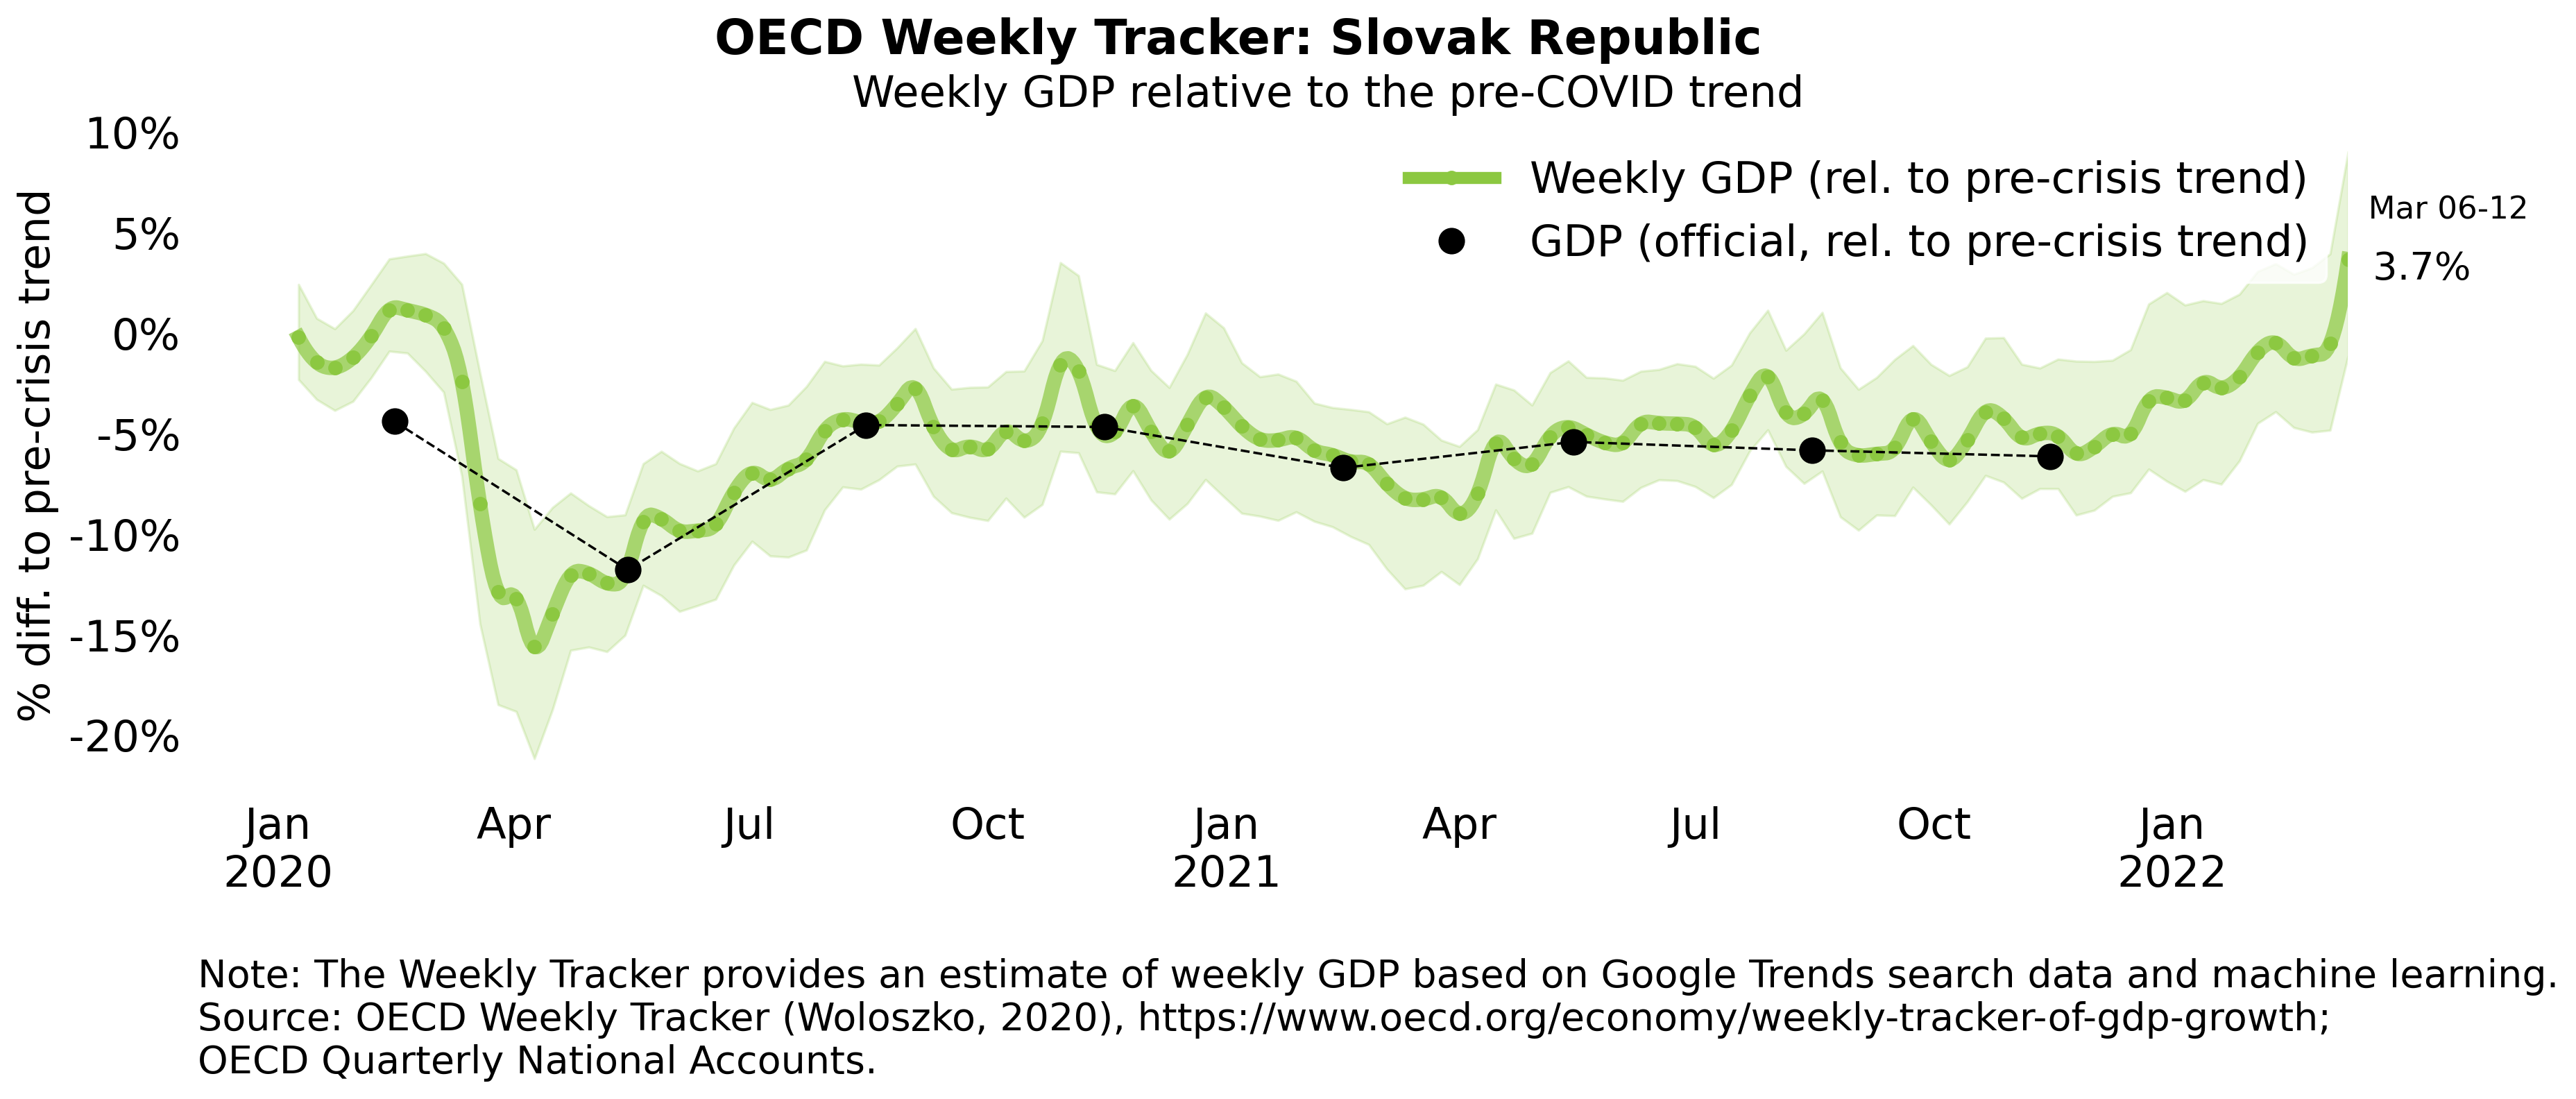 OECD Weekly Tracker: Slovak Republic
Weekly GDP relative to the pre-COVID trend
% diff. to pre-crisis trend
10%
5%
0%
-5%
-10%
-15%
-20%
Weekly GDP (rel. to pre-crisis trend)
GDP (official, rel. to pre-crisis trend)
Mar 06-12
3.7%
Jan Apr Jul Oct Jan Apr Jul Oct Jan
2020 2021 2022
Note: The Weekly Tracker provides an estimate of weekly GDP based on Google Trends search data and machine learning.
Source: OECD Weekly Tracker (Woloszko, 2020), https://www.oecd.org/economy/weekly-tracker-of-gdp-growth;
OECD Quarterly National Accounts.